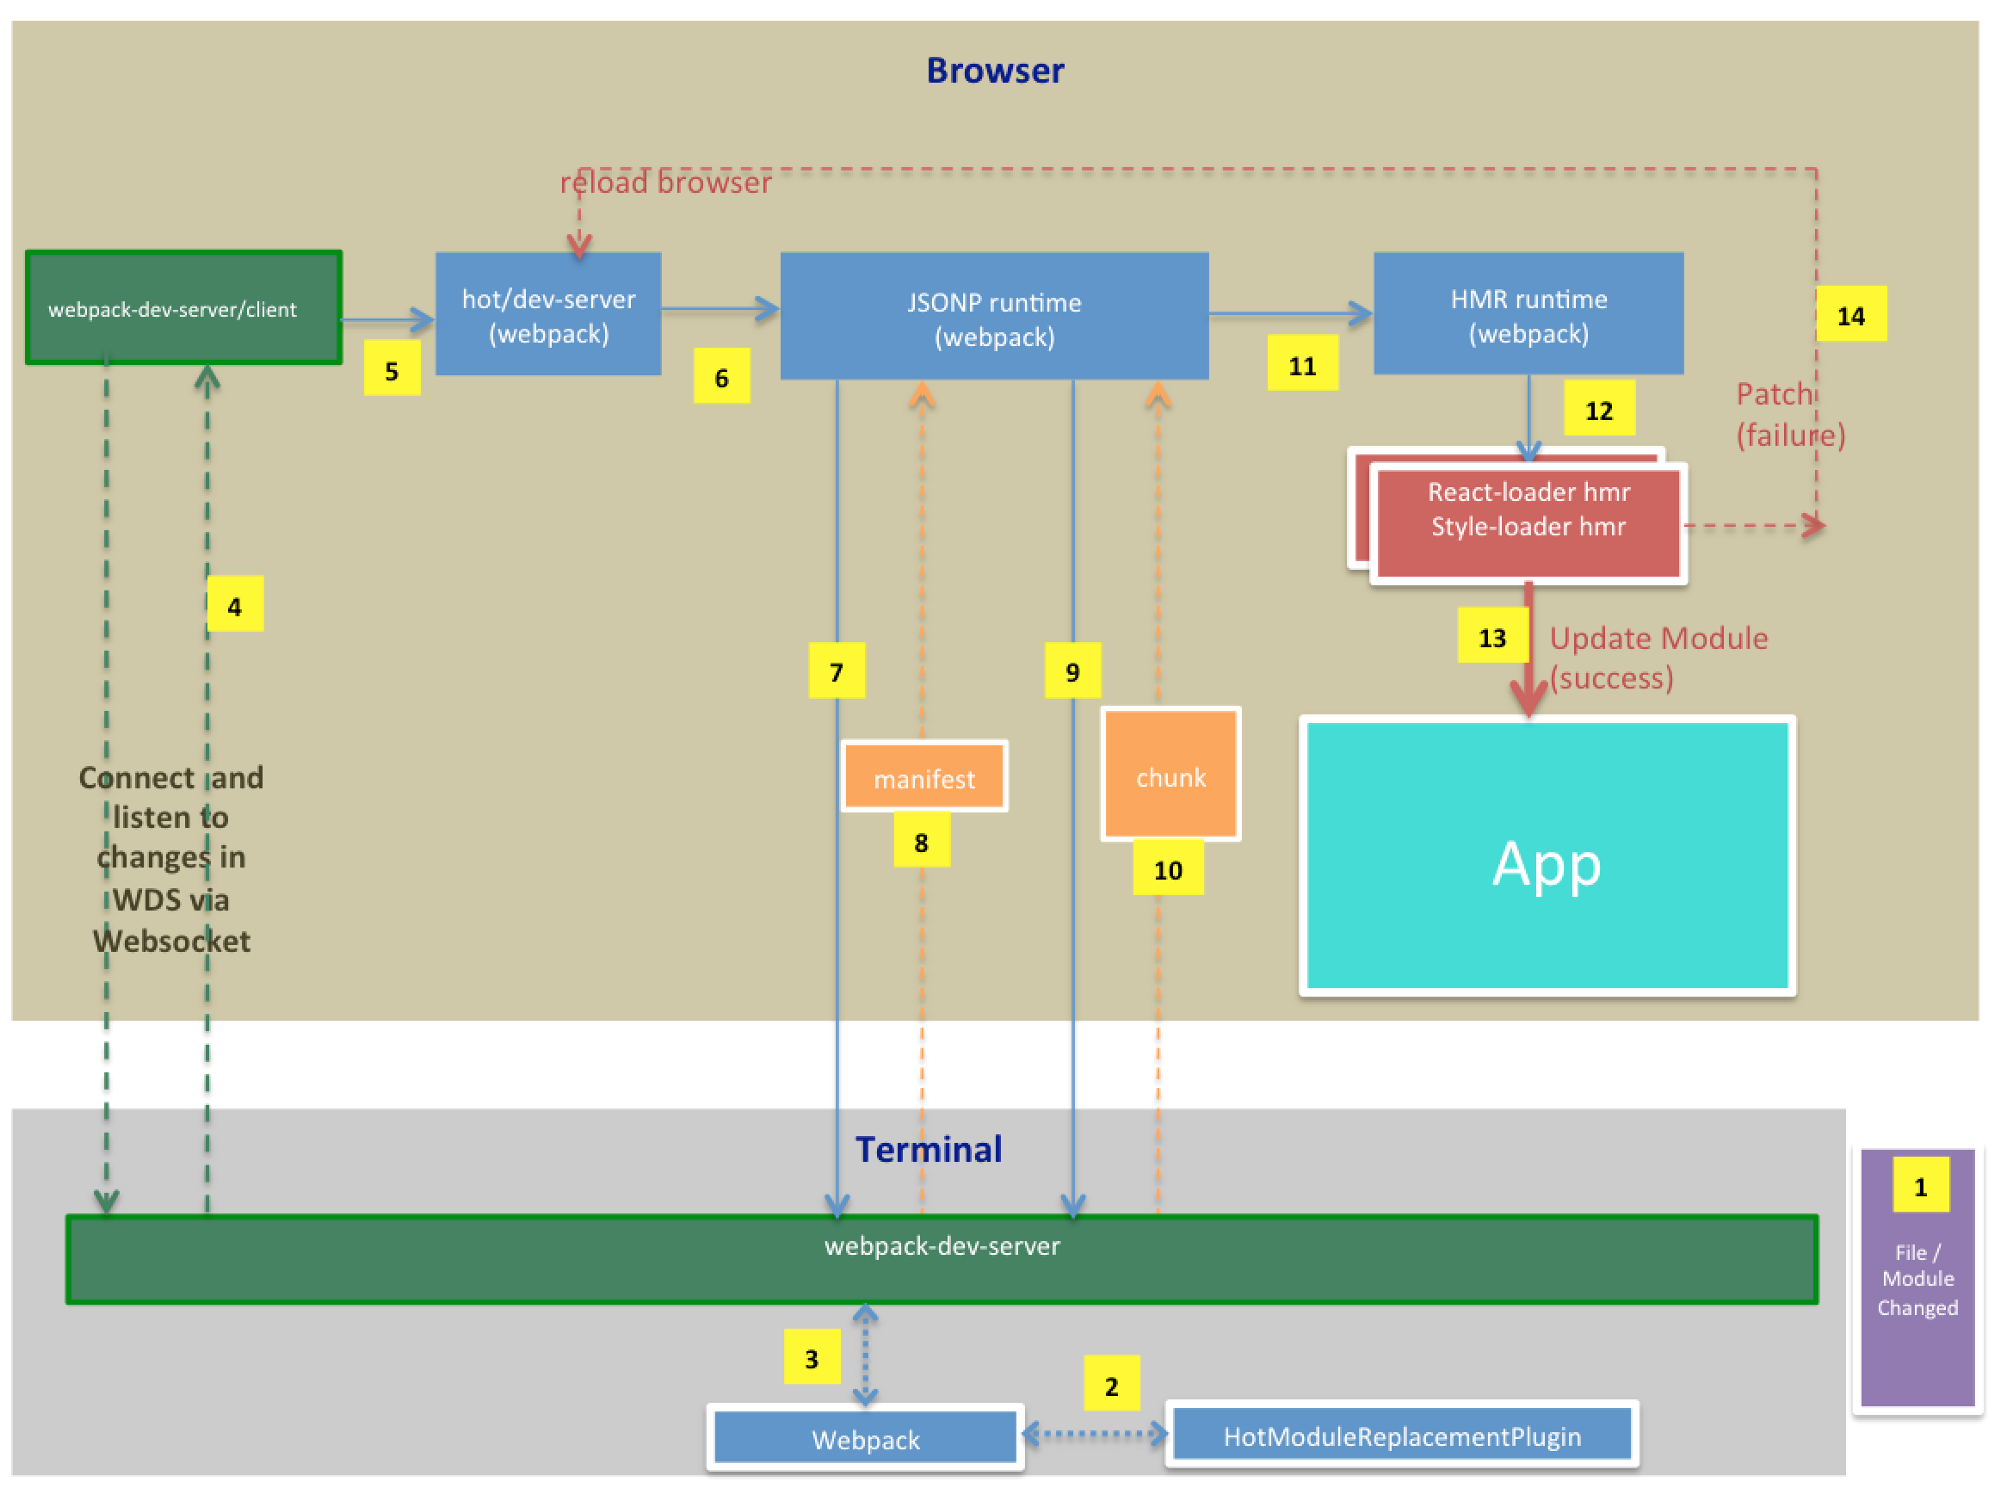 Browser
reload browser
webpack-dev-server/client
5
hot/dev-server
(webpack)
6
JSONP runtime
(webpack)
11
HMR runtime
(webpack)
12
14
Patch
(failure)
React-loader hmr
Style-loader hmr
13
Update Module
(success)
4
7
9
manifest
8
chunk
10
App
Connect and
listen to
changes in
WDS via
Websocket
Terminal
webpack-dev-server
1
File /
Module
Changed
3
2
Webpack
HotModuleReplacementPlugin